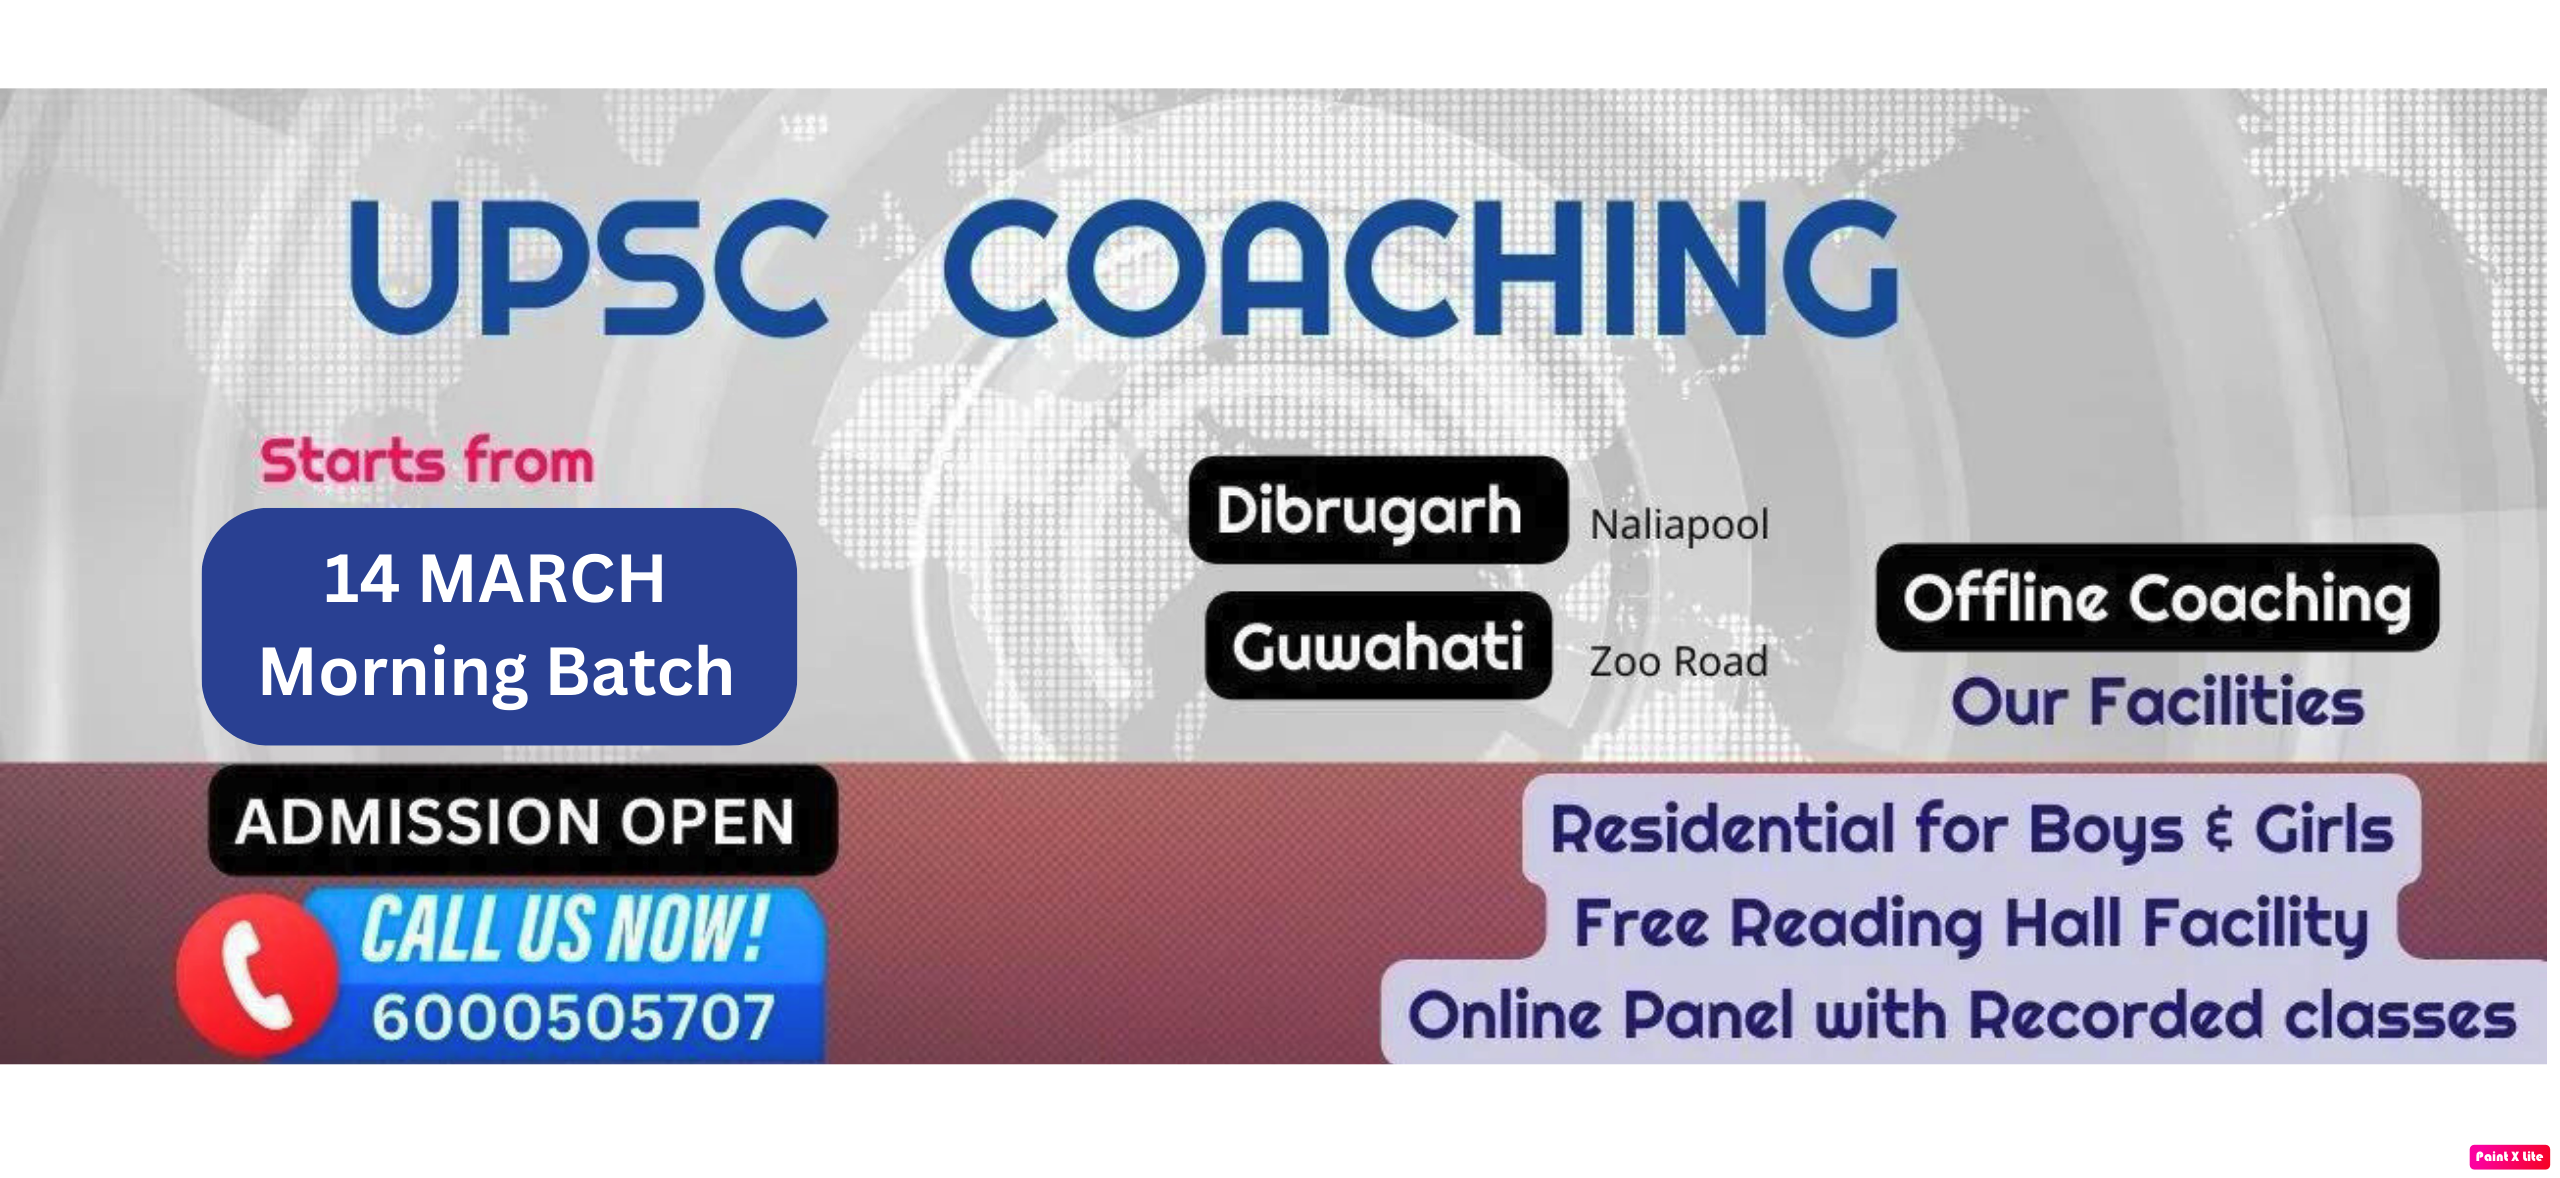 UPSC COACHING
Starts from
14 MARCH
Morning Batch
Dibrugarh Naliapool
Guwahati Zoo Road
Offline Coaching
Our Facilities
ADMISSION OPEN
CALL US NOW!
6000505707
Residential for Boys & Girls
Free Reading Hall Facility
Online Panel with Recorded classes
Paint X Lite